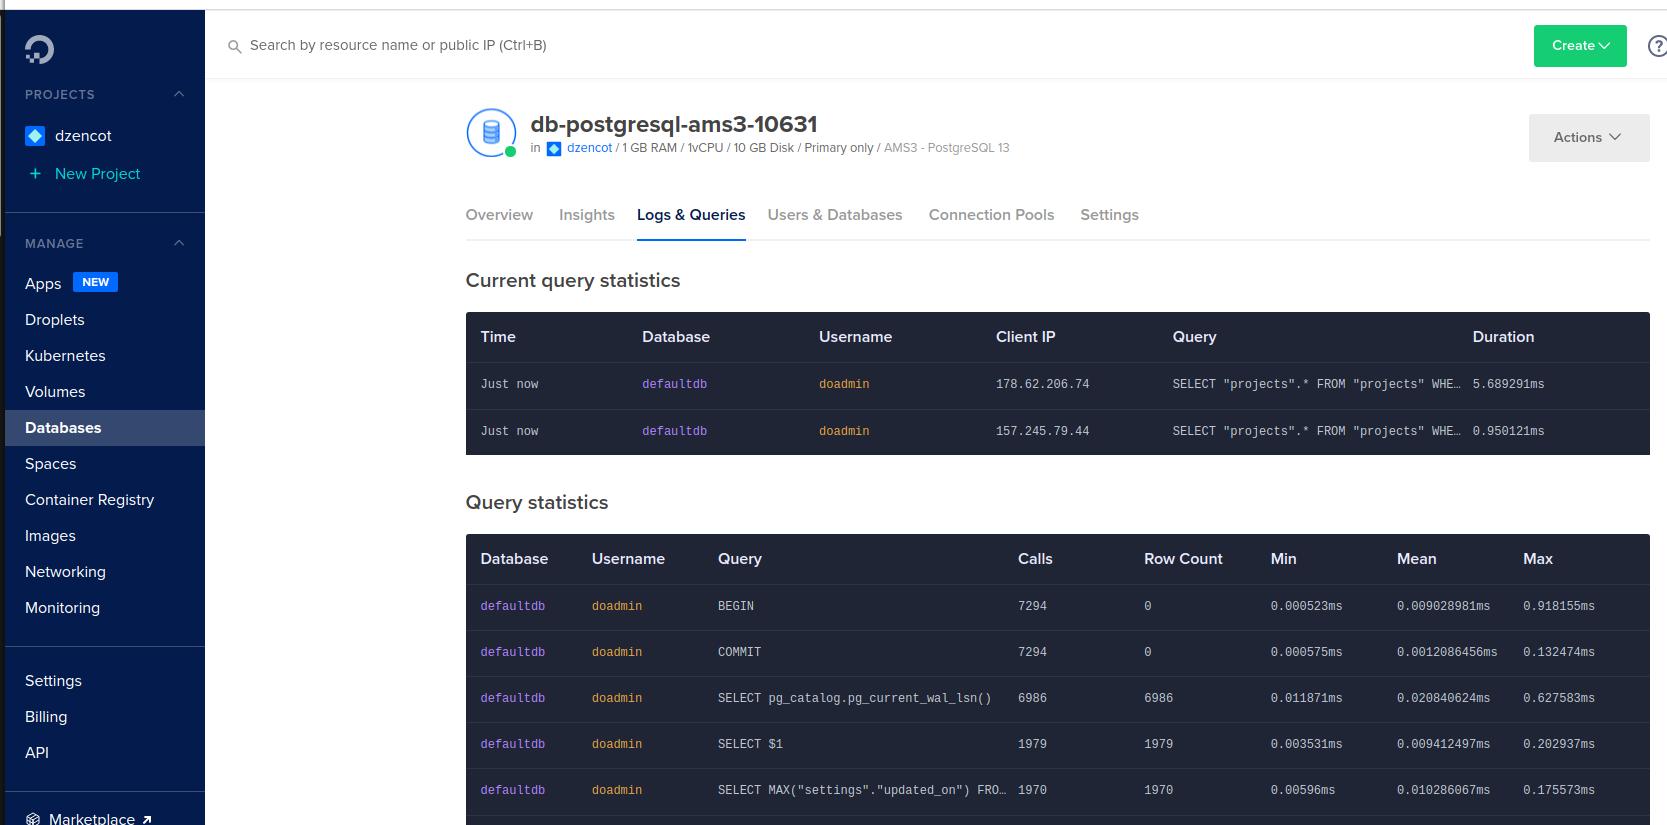 Search by resource name or public IP (Ctrl+B)
Create
?
PROJECTS
dzencot
+ New Project
MANAGE
Apps NEW
Droplets
Kubernetes
Volumes
Databases
Spaces
Container Registry
Images
Networking
Monitoring
Settings
Billing
API
Marketplace
db-postgresql-ams3-10631
in dzencot / 1 GB RAM / 1vCPU / 10 GB Disk / Primary only / AMS3 - PostgreSQL 13
Actions
Overview Insights Logs & Queries Users & Databases Connection Pools Settings
Current query statistics
Time Database Username Client IP Query Duration
Just now defaultdb doadmin 178.62.206.74 SELECT "projects".* FROM "projects" WHE… 5.689291ms
Just now defaultdb doadmin 157.245.79.44 SELECT "projects".* FROM "projects" WHE… 0.950121ms
Query statistics
Database Username Query Calls Row Count Min Mean Max
defaultdb doadmin BEGIN 7294 0 0.000523ms 0.009028981ms 0.918155ms
defaultdb doadmin COMMIT 7294 0 0.000575ms 0.0012086456ms 0.132474ms
defaultdb doadmin SELECT pg_catalog.pg_current_wal_lsn() 6986 6986 0.011871ms 0.020840624ms 0.627583ms
defaultdb doadmin SELECT $1 1979 1979 0.003531ms 0.009412497ms 0.202937ms
defaultdb doadmin SELECT MAX("settings"."updated_on") FRO… 1970 1970 0.00596ms 0.010286067ms 0.175573ms